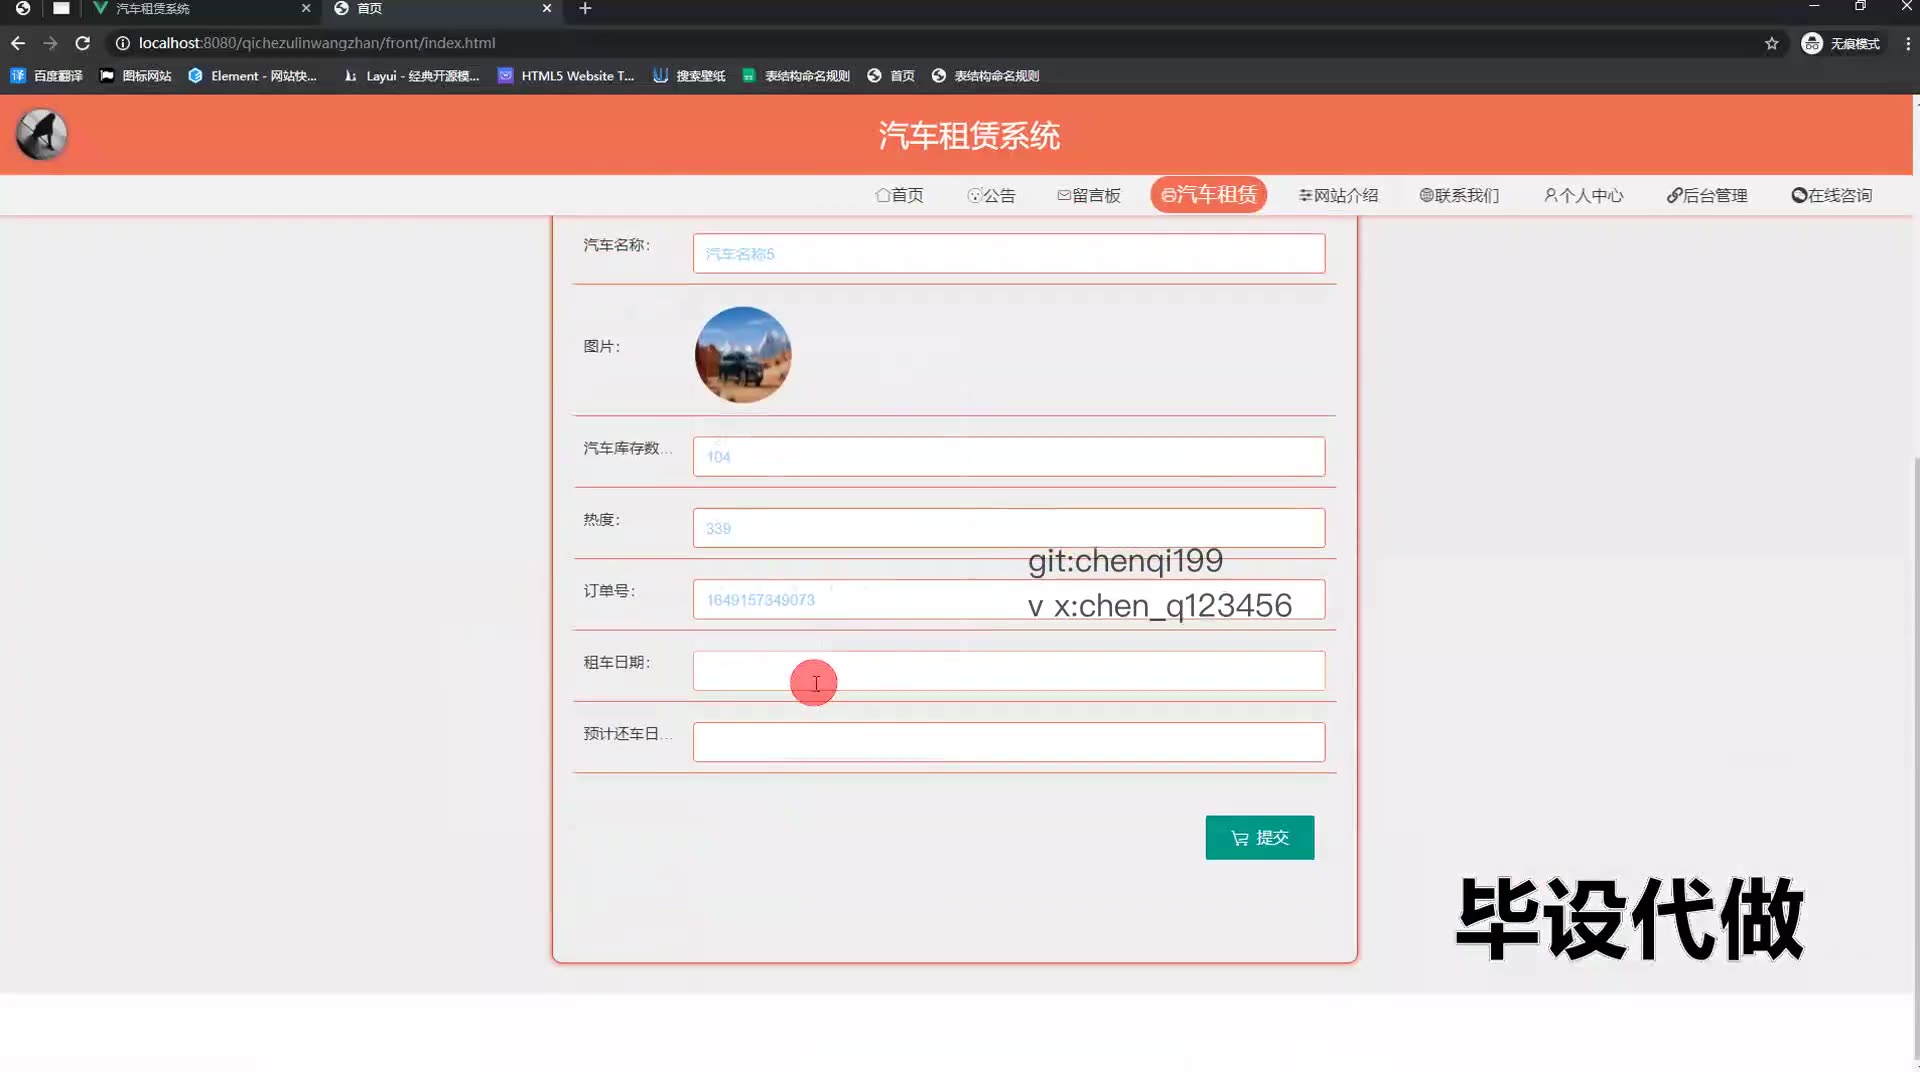 汽车租赁系统
首页
localhost:8080/qichezulinwangzhan/front/index.html
无痕模式
百度翻译
图标网站
Element - 网站快...
Layui - 经典开源模...
HTML5 Website T...
搜索壁纸
表结构命名规则
首页
表结构命名规则
汽车租赁系统
首页
公告
留言板
汽车租赁
网站介绍
联系我们
个人中心
后台管理
在线咨询
汽车名称：
汽车名称5
图片：
汽车库存数...
104
热度：
339
git:chenqi199
订单号：
1649157349073
v x:chen_q123456
租车日期：
预计还车日...
提交
毕设代做